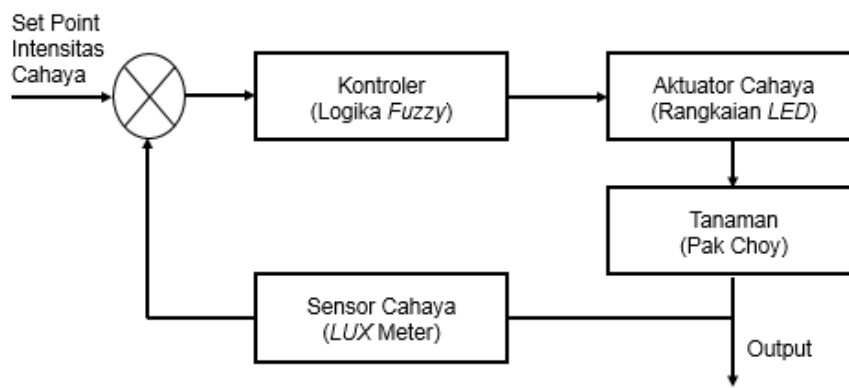 Set Point
Intensitas
Cahaya
Kontroler
(Logika Fuzzy)
Aktuator Cahaya
(Rangkaian LED)
Tanaman
(Pak Choy)
Sensor Cahaya
(LUX Meter)
Output